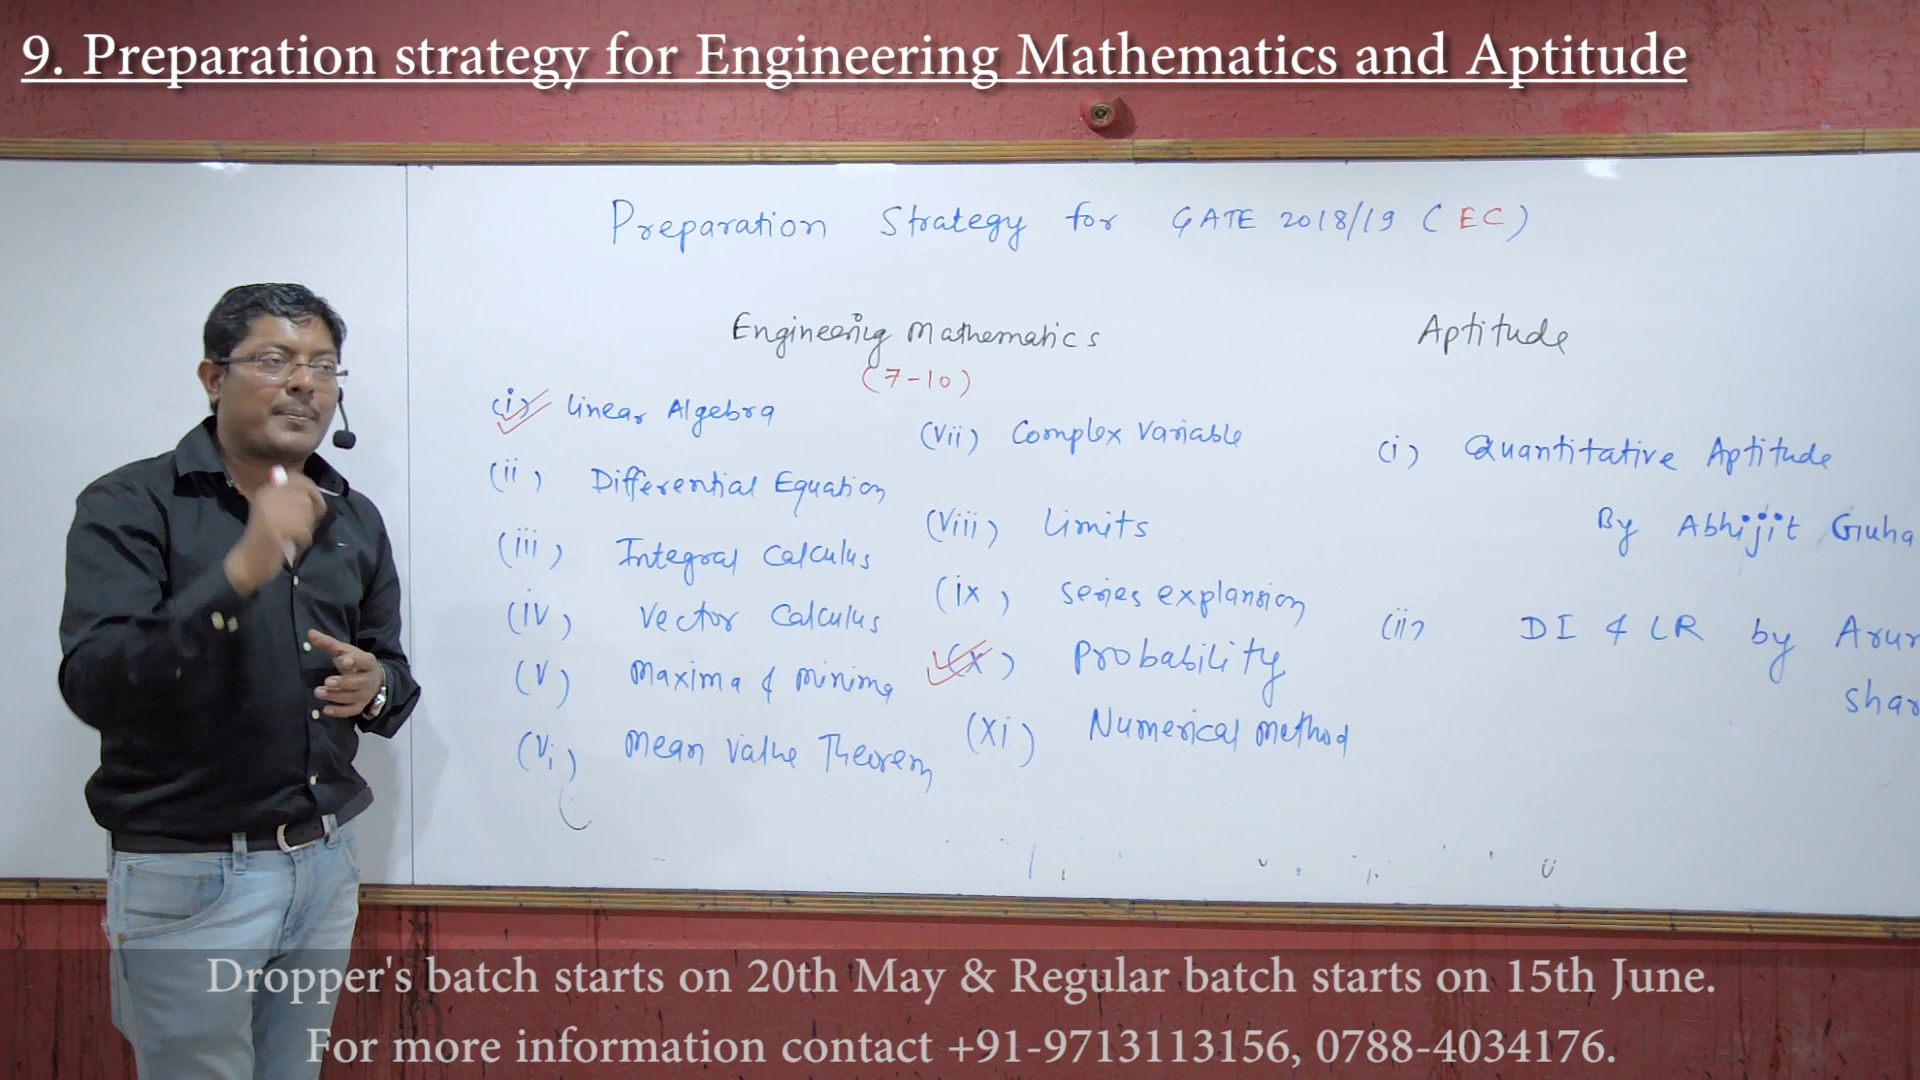 9. Preparation strategy for Engineering Mathematics and Aptitude
Preparation Strategy for GATE 2018/19 (EC)
Engineering Mathematics
(7-10)
(i) Linear Algebra
(ii) Differential Equation
(iii) Integral Calculus
(iv) Vector Calculus
(v) Maxima & Minima
(vi) Mean Value Theorem
(vii) Complex Variable
(viii) Limits
(ix) series explansion
(x) Probability
(xi) Numerical Method
Aptitude
(i) Quantitative Aptitude
By Abhijit Guha
(ii) DI & LR by Arun
shar
Dropper's batch starts on 20th May & Regular batch starts on 15th June.
For more information contact +91-9713113156, 0788-4034176.